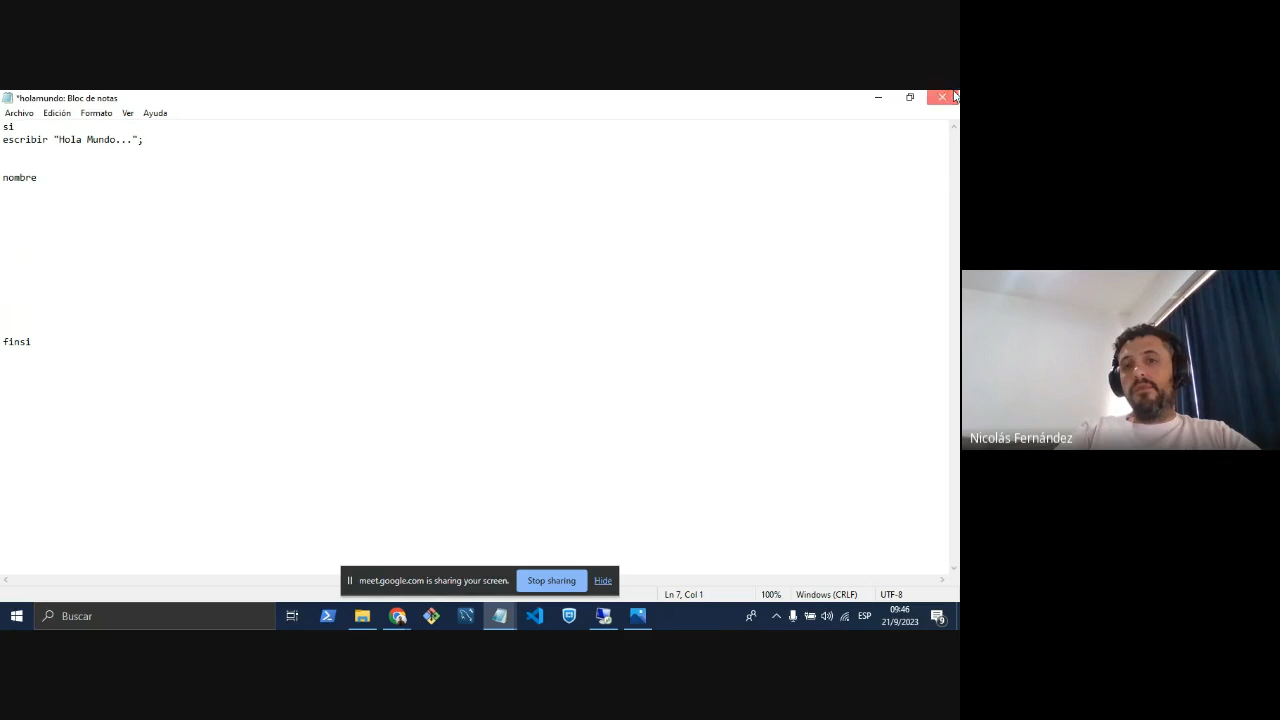 *holamundo: Bloc de notas
Archivo Edición Formato Ver Ayuda
si
escribir "Hola Mundo...";
nombre
finsi
Nicolás Fernández
meet.google.com is sharing your screen. Stop sharing Hide
Ln 7, Col 1 100% Windows (CRLF) UTF-8
Buscar
ESP
09:46
21/9/2023
9